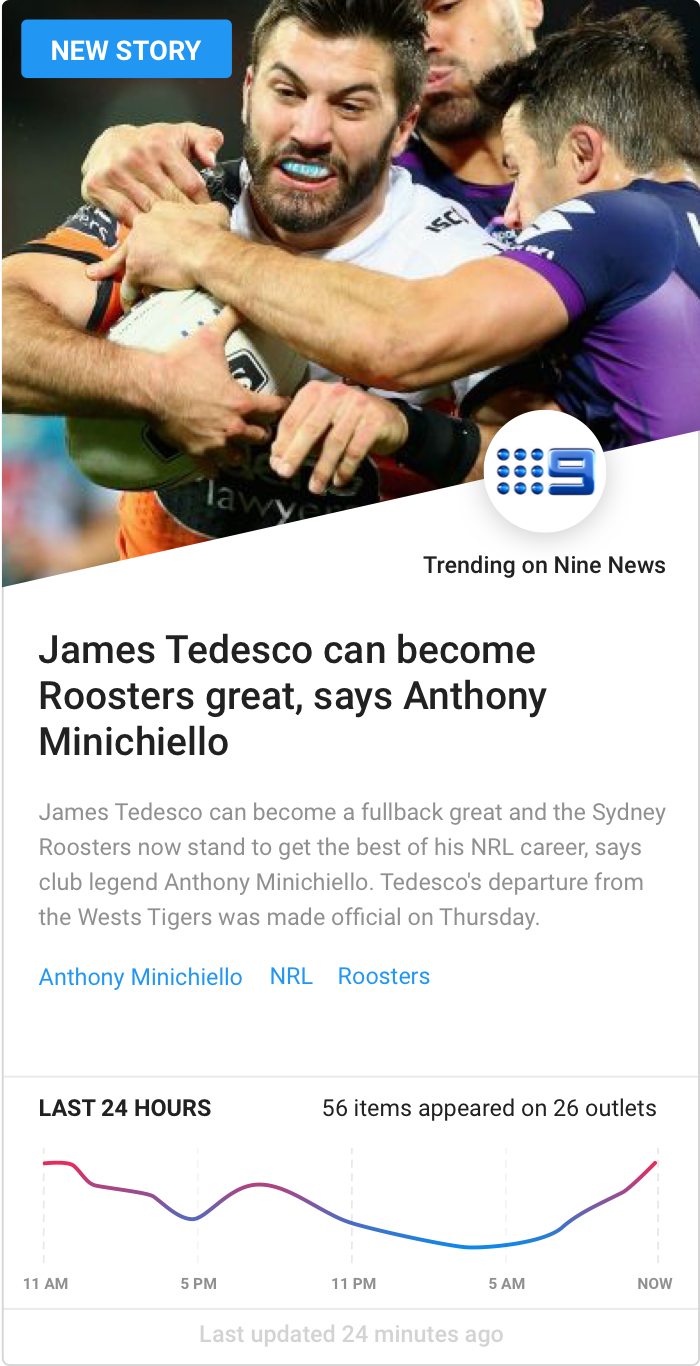 NEW STORY
ISC
lawyers
9
Trending on Nine News
James Tedesco can become
Roosters great, says Anthony
Minichiello
James Tedesco can become a fullback great and the Sydney
Roosters now stand to get the best of his NRL career, says
club legend Anthony Minichiello. Tedesco's departure from
the Wests Tigers was made official on Thursday.
Anthony Minichiello NRL Roosters
LAST 24 HOURS 56 items appeared on 26 outlets
11 AM 5 PM 11 PM 5 AM NOW
Last updated 24 minutes ago